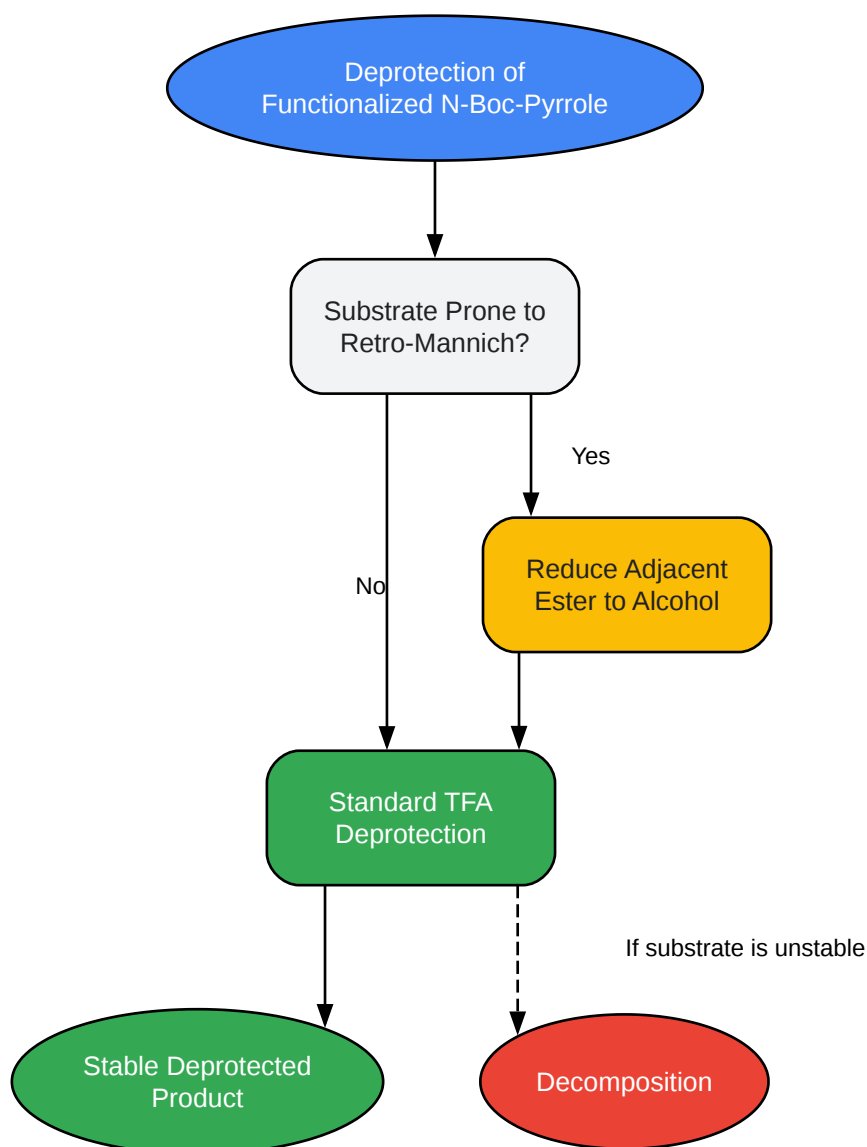 Deprotection of
Functionalized N-Boc-Pyrrole
Substrate Prone to
Retro-Mannich?
Yes
No
Reduce Adjacent
Ester to Alcohol
Standard TFA
Deprotection
If substrate is unstable
Stable Deprotected
Product
Decomposition